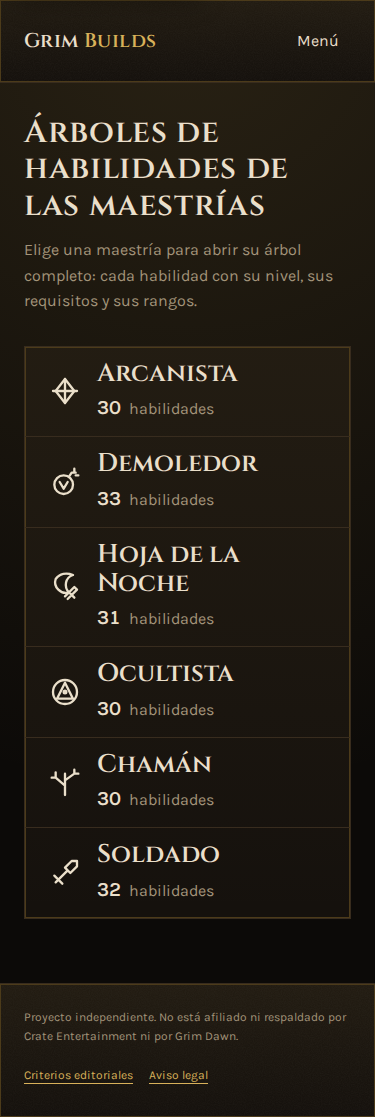 Grim Builds
Menú
Árboles de
habilidades de
las maestrías
Elige una maestría para abrir su árbol
completo: cada habilidad con su nivel, sus
requisitos y sus rangos.
Arcanista
30 habilidades
Demoledor
33 habilidades
Hoja de la
Noche
31 habilidades
Ocultista
30 habilidades
Chamán
30 habilidades
Soldado
32 habilidades
Proyecto independiente. No está afiliado ni respaldado por
Crate Entertainment ni por Grim Dawn.
Criterios editoriales
Aviso legal